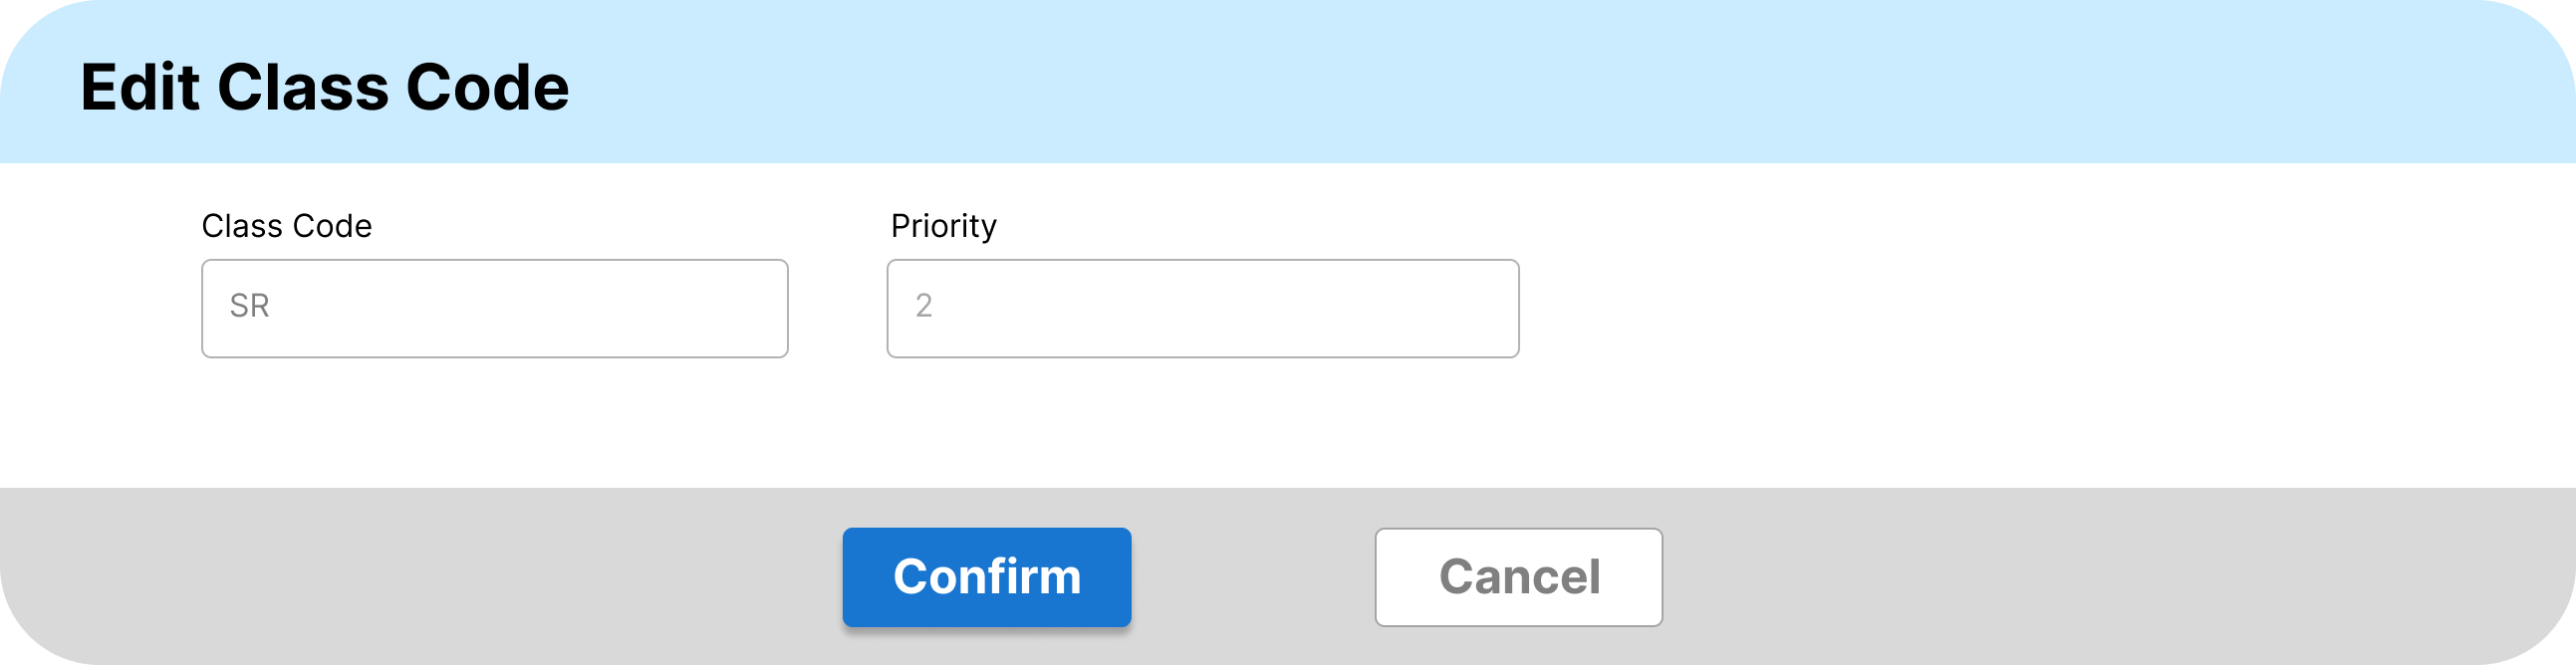 Edit Class Code
Class Code
Priority
SR
2
Confirm
Cancel